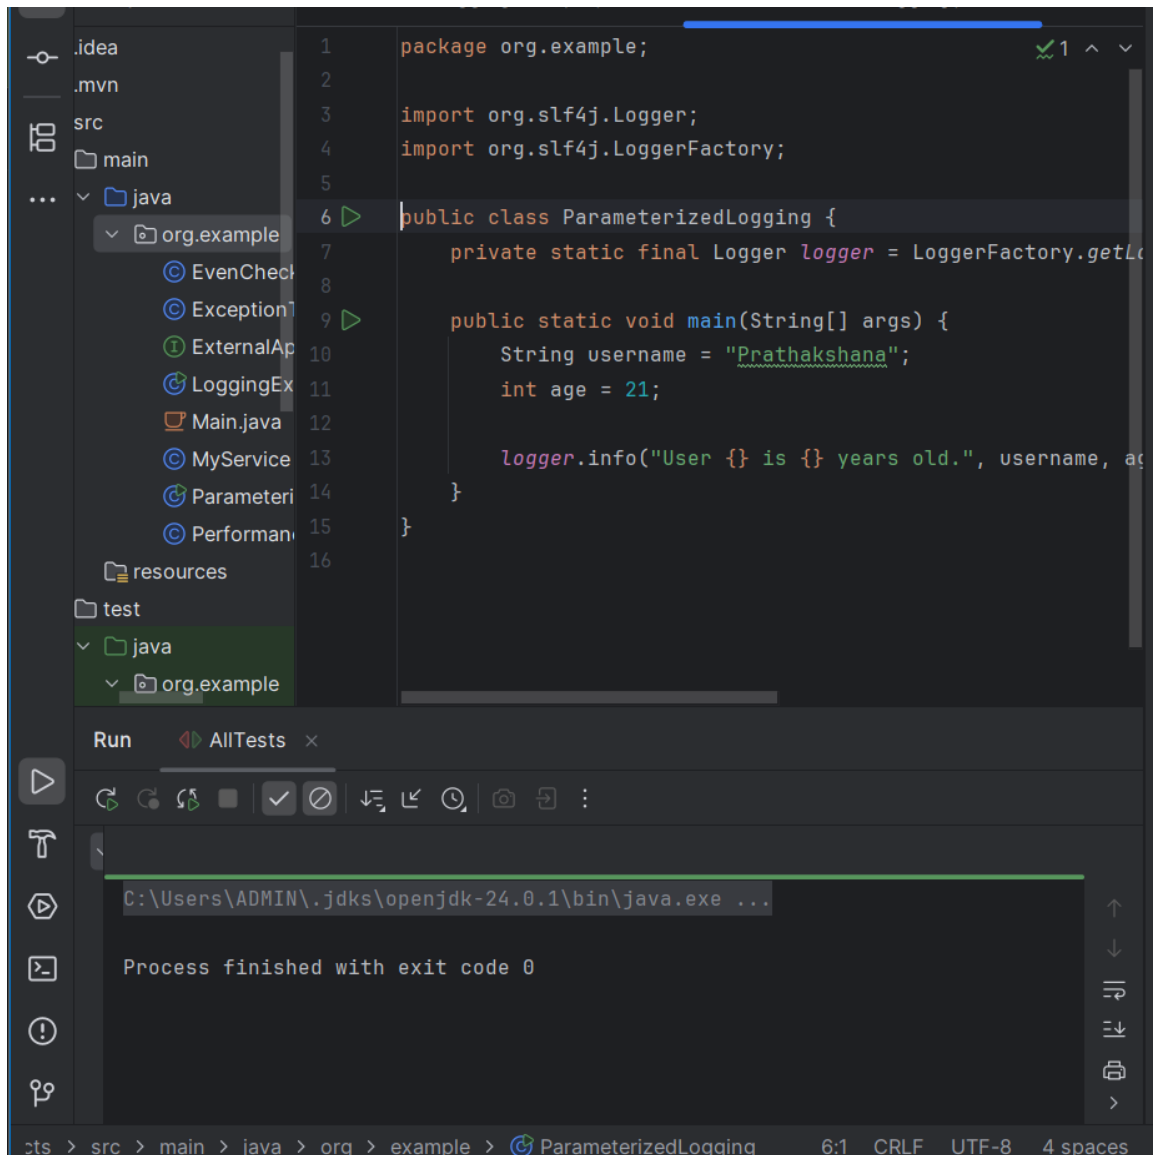 .idea
.mvn
src
main
java
org.example
EvenCheck
Exception
ExternalAp
LoggingEx
Main.java
MyService
Parameteri
Performan
resources
test
java
org.example
1
1 package org.example;
2
3 import org.slf4j.Logger;
4 import org.slf4j.LoggerFactory;
5
6 public class ParameterizedLogging {
7 private static final Logger logger = LoggerFactory.getLo
8
9 public static void main(String[] args) {
10 String username = "Prathakshana";
11 int age = 21;
12
13 logger.info("User {} is {} years old.", username, ag
14 }
15 }
16
Run AllTests
C:\Users\ADMIN\.jdks\openjdk-24.0.1\bin\java.exe ...
Process finished with exit code 0
cts > src > main > java > org > example > ParameterizedLogging 6:1 CRLF UTF-8 4 spaces